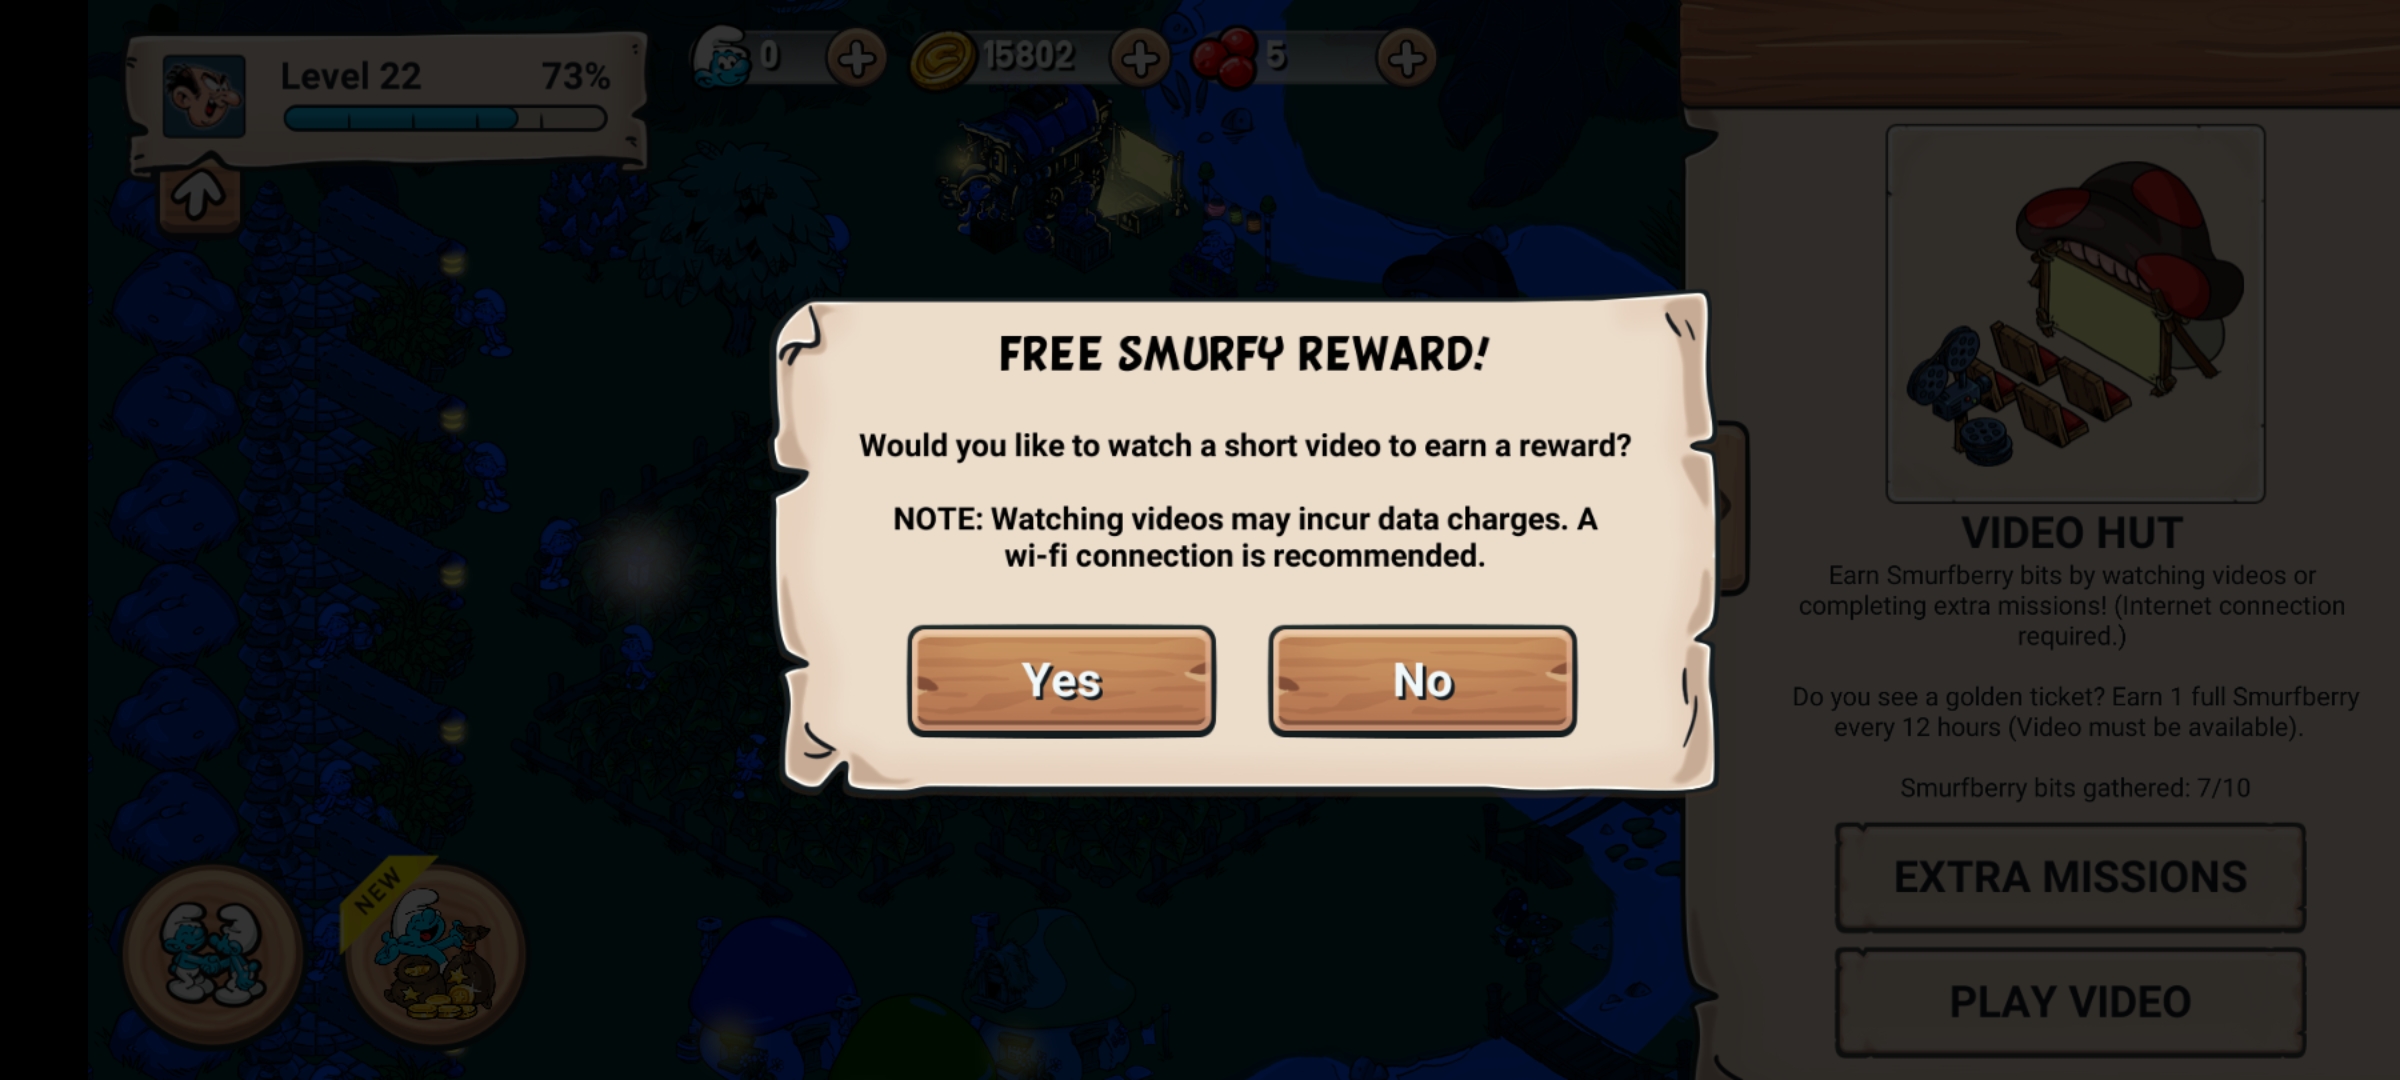 Level 22
73%
0
15802
5
FREE SMURFY REWARD!
Would you like to watch a short video to earn a reward?
NOTE: Watching videos may incur data charges. A
wi-fi connection is recommended.
Yes
No
VIDEO HUT
Earn Smurfberry bits by watching videos or
completing extra missions! (Internet connection
required.)
Do you see a golden ticket? Earn 1 full Smurfberry
every 12 hours (Video must be available).
Smurfberry bits gathered: 7/10
EXTRA MISSIONS
PLAY VIDEO
NEW